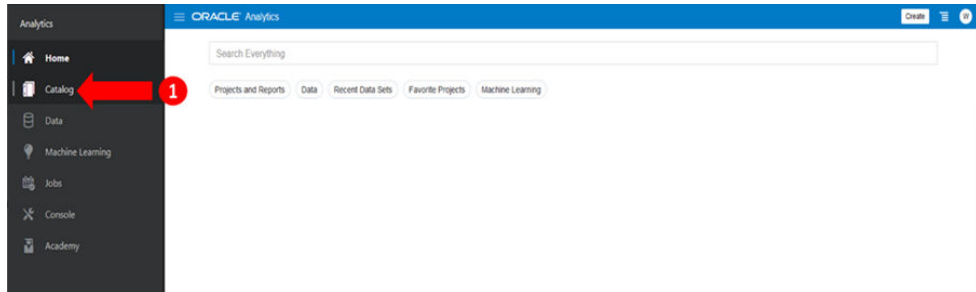 Analytics
Home
Catalog
Data
Machine Learning
Jobs
Console
Academy
1
ORACLE Analytics
Create
W
Search Everything
Projects and Reports Data Recent Data Sets Favorite Projects Machine Learning